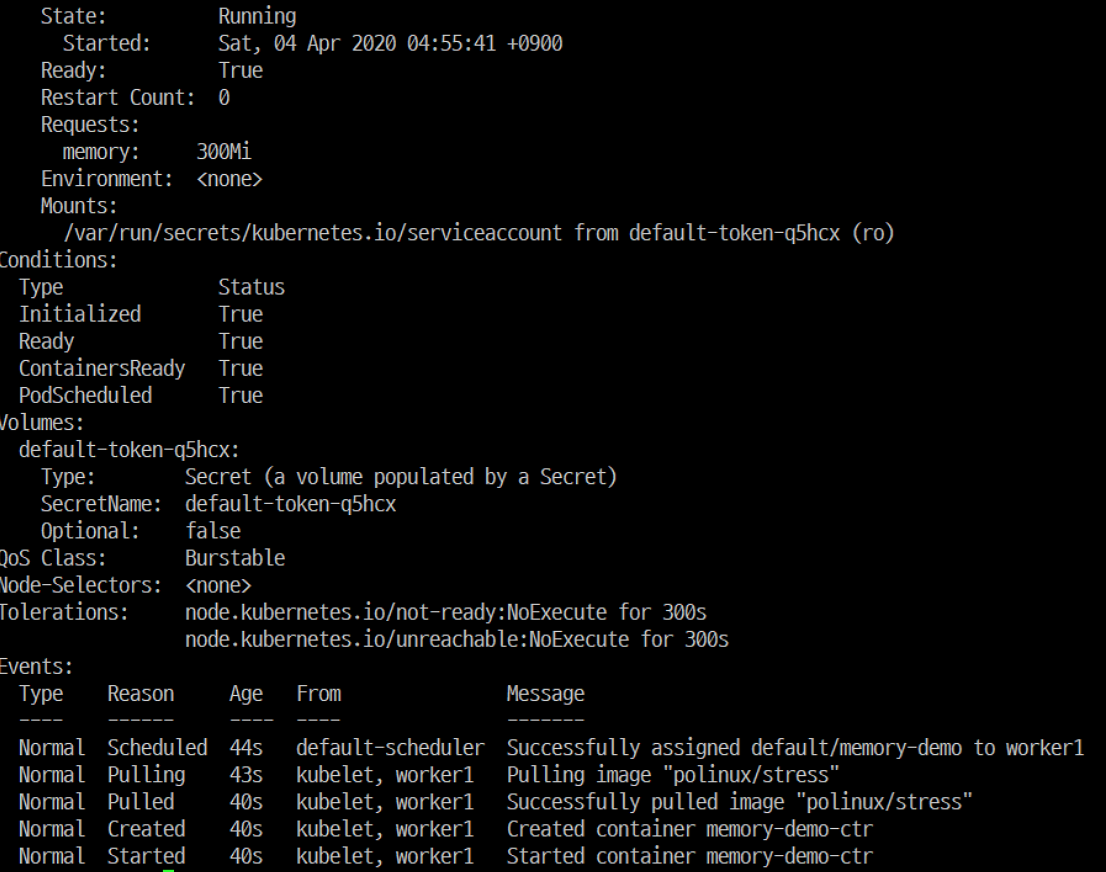 State: Running
Started: Sat, 04 Apr 2020 04:55:41 +0900
Ready: True
Restart Count: 0
Requests:
memory: 300Mi
Environment: <none>
Mounts:
/var/run/secrets/kubernetes.io/serviceaccount from default-token-q5hcx (ro)
Conditions:
Type Status
Initialized True
Ready True
ContainersReady True
PodScheduled True
Volumes:
default-token-q5hcx:
Type: Secret (a volume populated by a Secret)
SecretName: default-token-q5hcx
Optional: false
QoS Class: Burstable
Node-Selectors: <none>
Tolerations: node.kubernetes.io/not-ready:NoExecute for 300s
node.kubernetes.io/unreachable:NoExecute for 300s
Events:
Type Reason Age From Message
---- ------ ---- ---- -------
Normal Scheduled 44s default-scheduler Successfully assigned default/memory-demo to worker1
Normal Pulling 43s kubelet, worker1 Pulling image "polinux/stress"
Normal Pulled 40s kubelet, worker1 Successfully pulled image "polinux/stress"
Normal Created 40s kubelet, worker1 Created container memory-demo-ctr
Normal Started 40s kubelet, worker1 Started container memory-demo-ctr